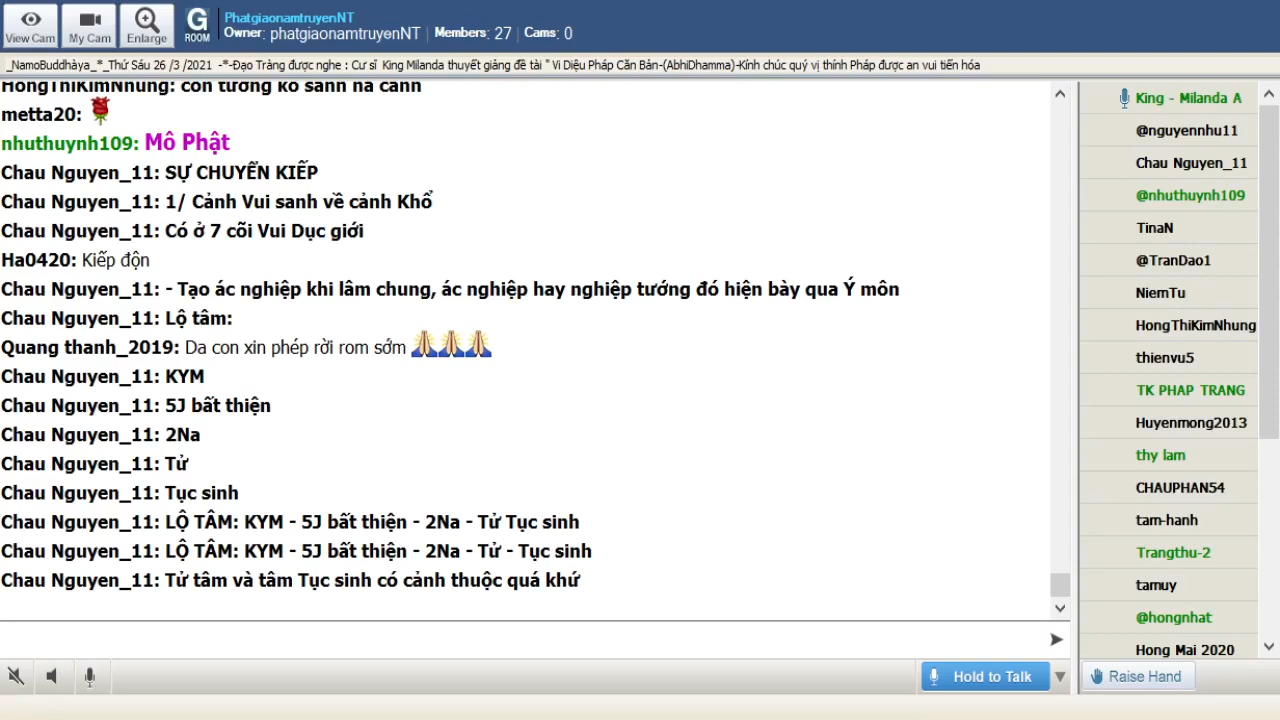 View Cam
My Cam
Enlarge
G
ROOM
PhatgiaonamtruyenNT
Owner: phatgiaonamtruyenNT | Members: 27 | Cams: 0
_NamoBuddhàya_*_Thứ Sáu 26 /3 /2021 -*-Đạo Tràng được nghe : Cư sĩ King Milanda thuyết giảng đề tài " Vi Diệu Pháp Căn Bản-(AbhiDhamma)-Kính chúc quý vị thính Pháp được an vui tiến hóa
HongThiKimNhung: con tưởng ko sanh na cảnh
metta20:
nhuthuynh109: Mô Phật
Chau Nguyen_11: SỰ CHUYỂN KIẾP
Chau Nguyen_11: 1/ Cảnh Vui sanh về cảnh Khổ
Chau Nguyen_11: Có ở 7 cõi Vui Dục giới
Ha0420: Kiếp độn
Chau Nguyen_11: - Tạo ác nghiệp khi lâm chung, ác nghiệp hay nghiệp tướng đó hiện bày qua Ý môn
Chau Nguyen_11: Lộ tâm:
Quang thanh_2019: Da con xin phép rời rom sớm
Chau Nguyen_11: KYM
Chau Nguyen_11: 5J bất thiện
Chau Nguyen_11: 2Na
Chau Nguyen_11: Tử
Chau Nguyen_11: Tục sinh
Chau Nguyen_11: LỘ TÂM: KYM - 5J bất thiện - 2Na - Tử Tục sinh
Chau Nguyen_11: LỘ TÂM: KYM - 5J bất thiện - 2Na - Tử - Tục sinh
Chau Nguyen_11: Tử tâm và tâm Tục sinh có cảnh thuộc quá khứ
King - Milanda A
@nguyennhu11
Chau Nguyen_11
@nhuthuynh109
TinaN
@TranDao1
NiemTu
HongThiKimNhung
thienvu5
TK PHAP TRANG
Huyenmong2013
thy lam
CHAUPHAN54
tam-hanh
Trangthu-2
tamuy
@hongnhat
Hong Mai 2020
Hold to Talk
Raise Hand